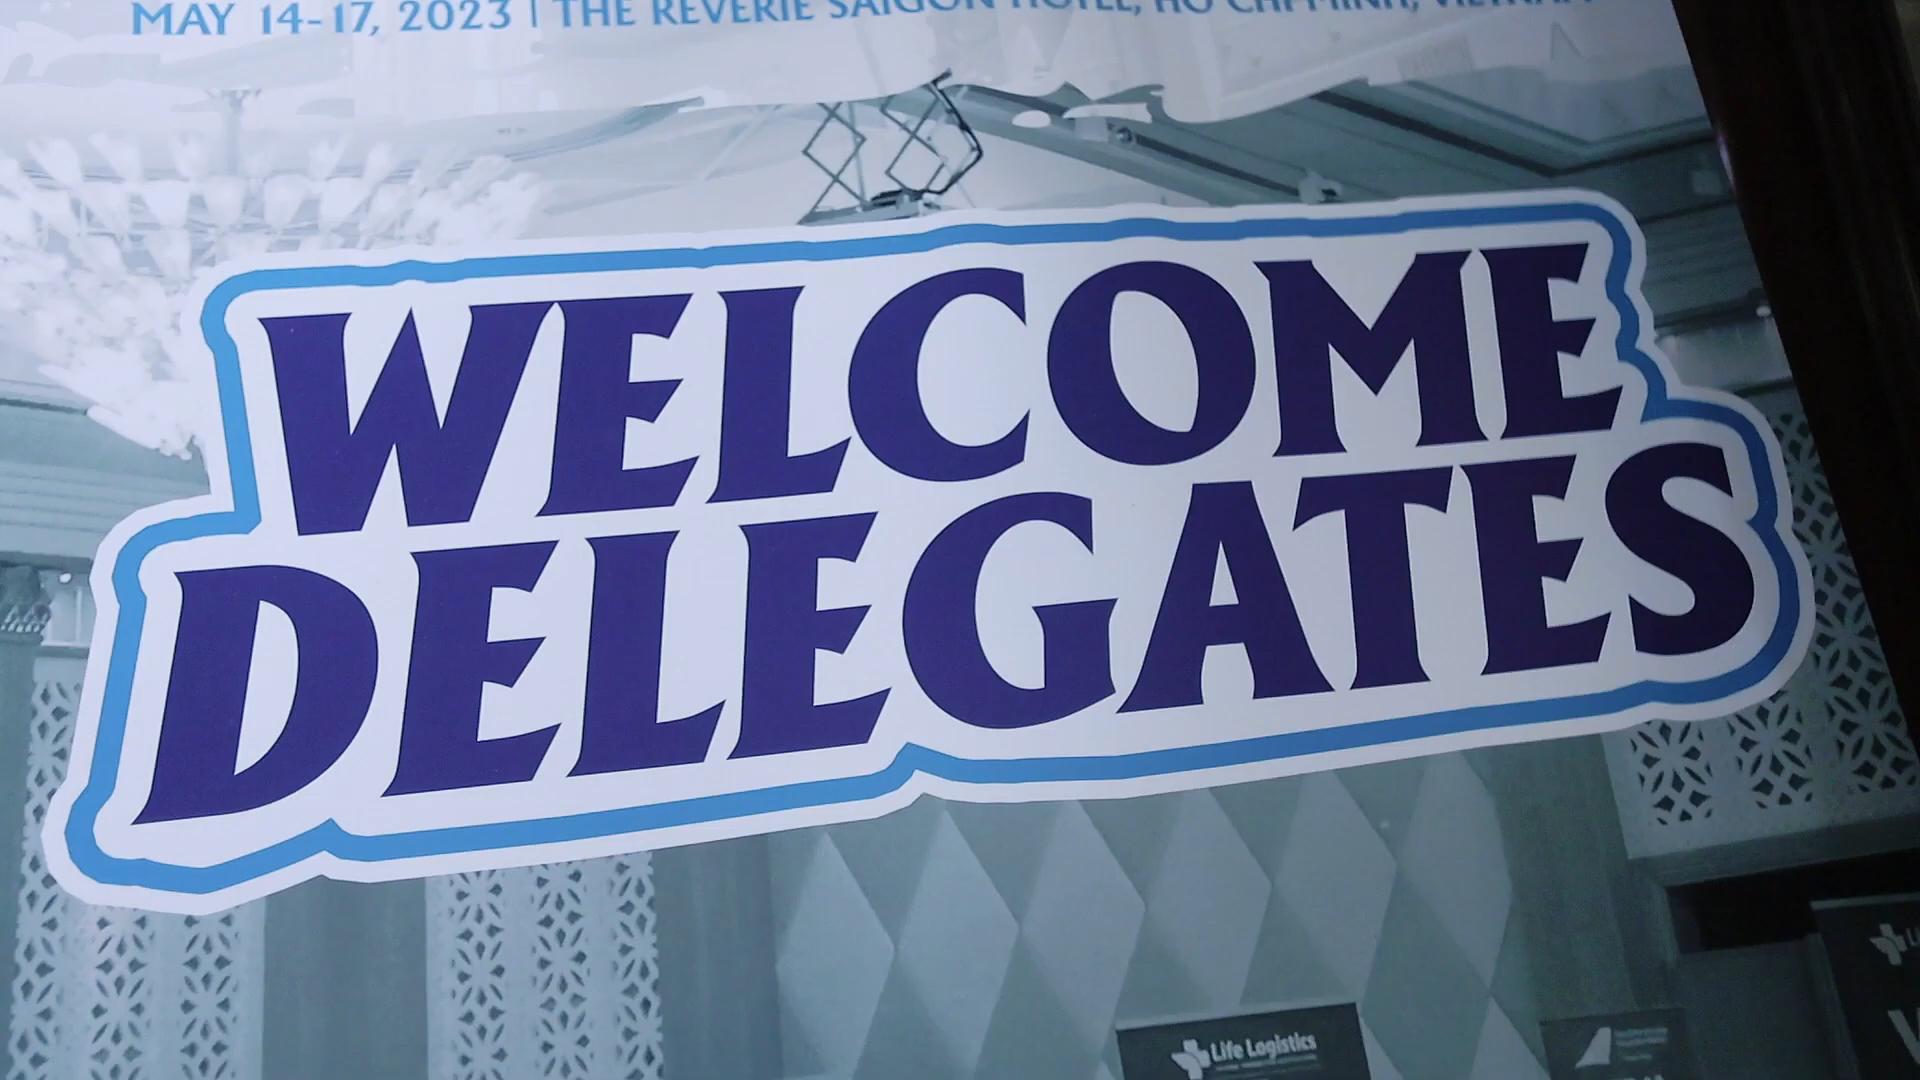 MAY 14-17, 2023 | THE REVERIE SAIGON HOTEL, HO CHI MINH, VIETNAM
WELCOME
DELEGATES
Life Logistics